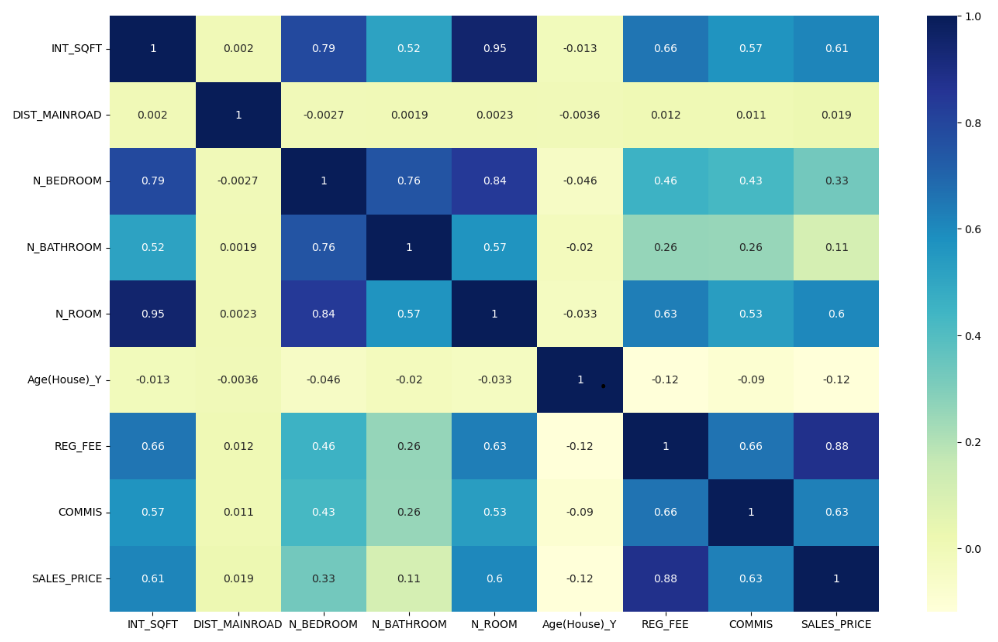 INT_SQFT 1 0.002 0.79 0.52 0.95 -0.013 0.66 0.57 0.61
DIST_MAINROAD 0.002 1 -0.0027 0.0019 0.0023 -0.0036 0.012 0.011 0.019
N_BEDROOM 0.79 -0.0027 1 0.76 0.84 -0.046 0.46 0.43 0.33
N_BATHROOM 0.52 0.0019 0.76 1 0.57 -0.02 0.26 0.26 0.11
N_ROOM 0.95 0.0023 0.84 0.57 1 -0.033 0.63 0.53 0.6
Age(House)_Y -0.013 -0.0036 -0.046 -0.02 -0.033 1 -0.12 -0.09 -0.12
REG_FEE 0.66 0.012 0.46 0.26 0.63 -0.12 1 0.66 0.88
COMMIS 0.57 0.011 0.43 0.26 0.53 -0.09 0.66 1 0.63
SALES_PRICE 0.61 0.019 0.33 0.11 0.6 -0.12 0.88 0.63 1
INT_SQFT DIST_MAINROAD N_BEDROOM N_BATHROOM N_ROOM Age(House)_Y REG_FEE COMMIS SALES_PRICE
1.0
0.8
0.6
0.4
0.2
0.0